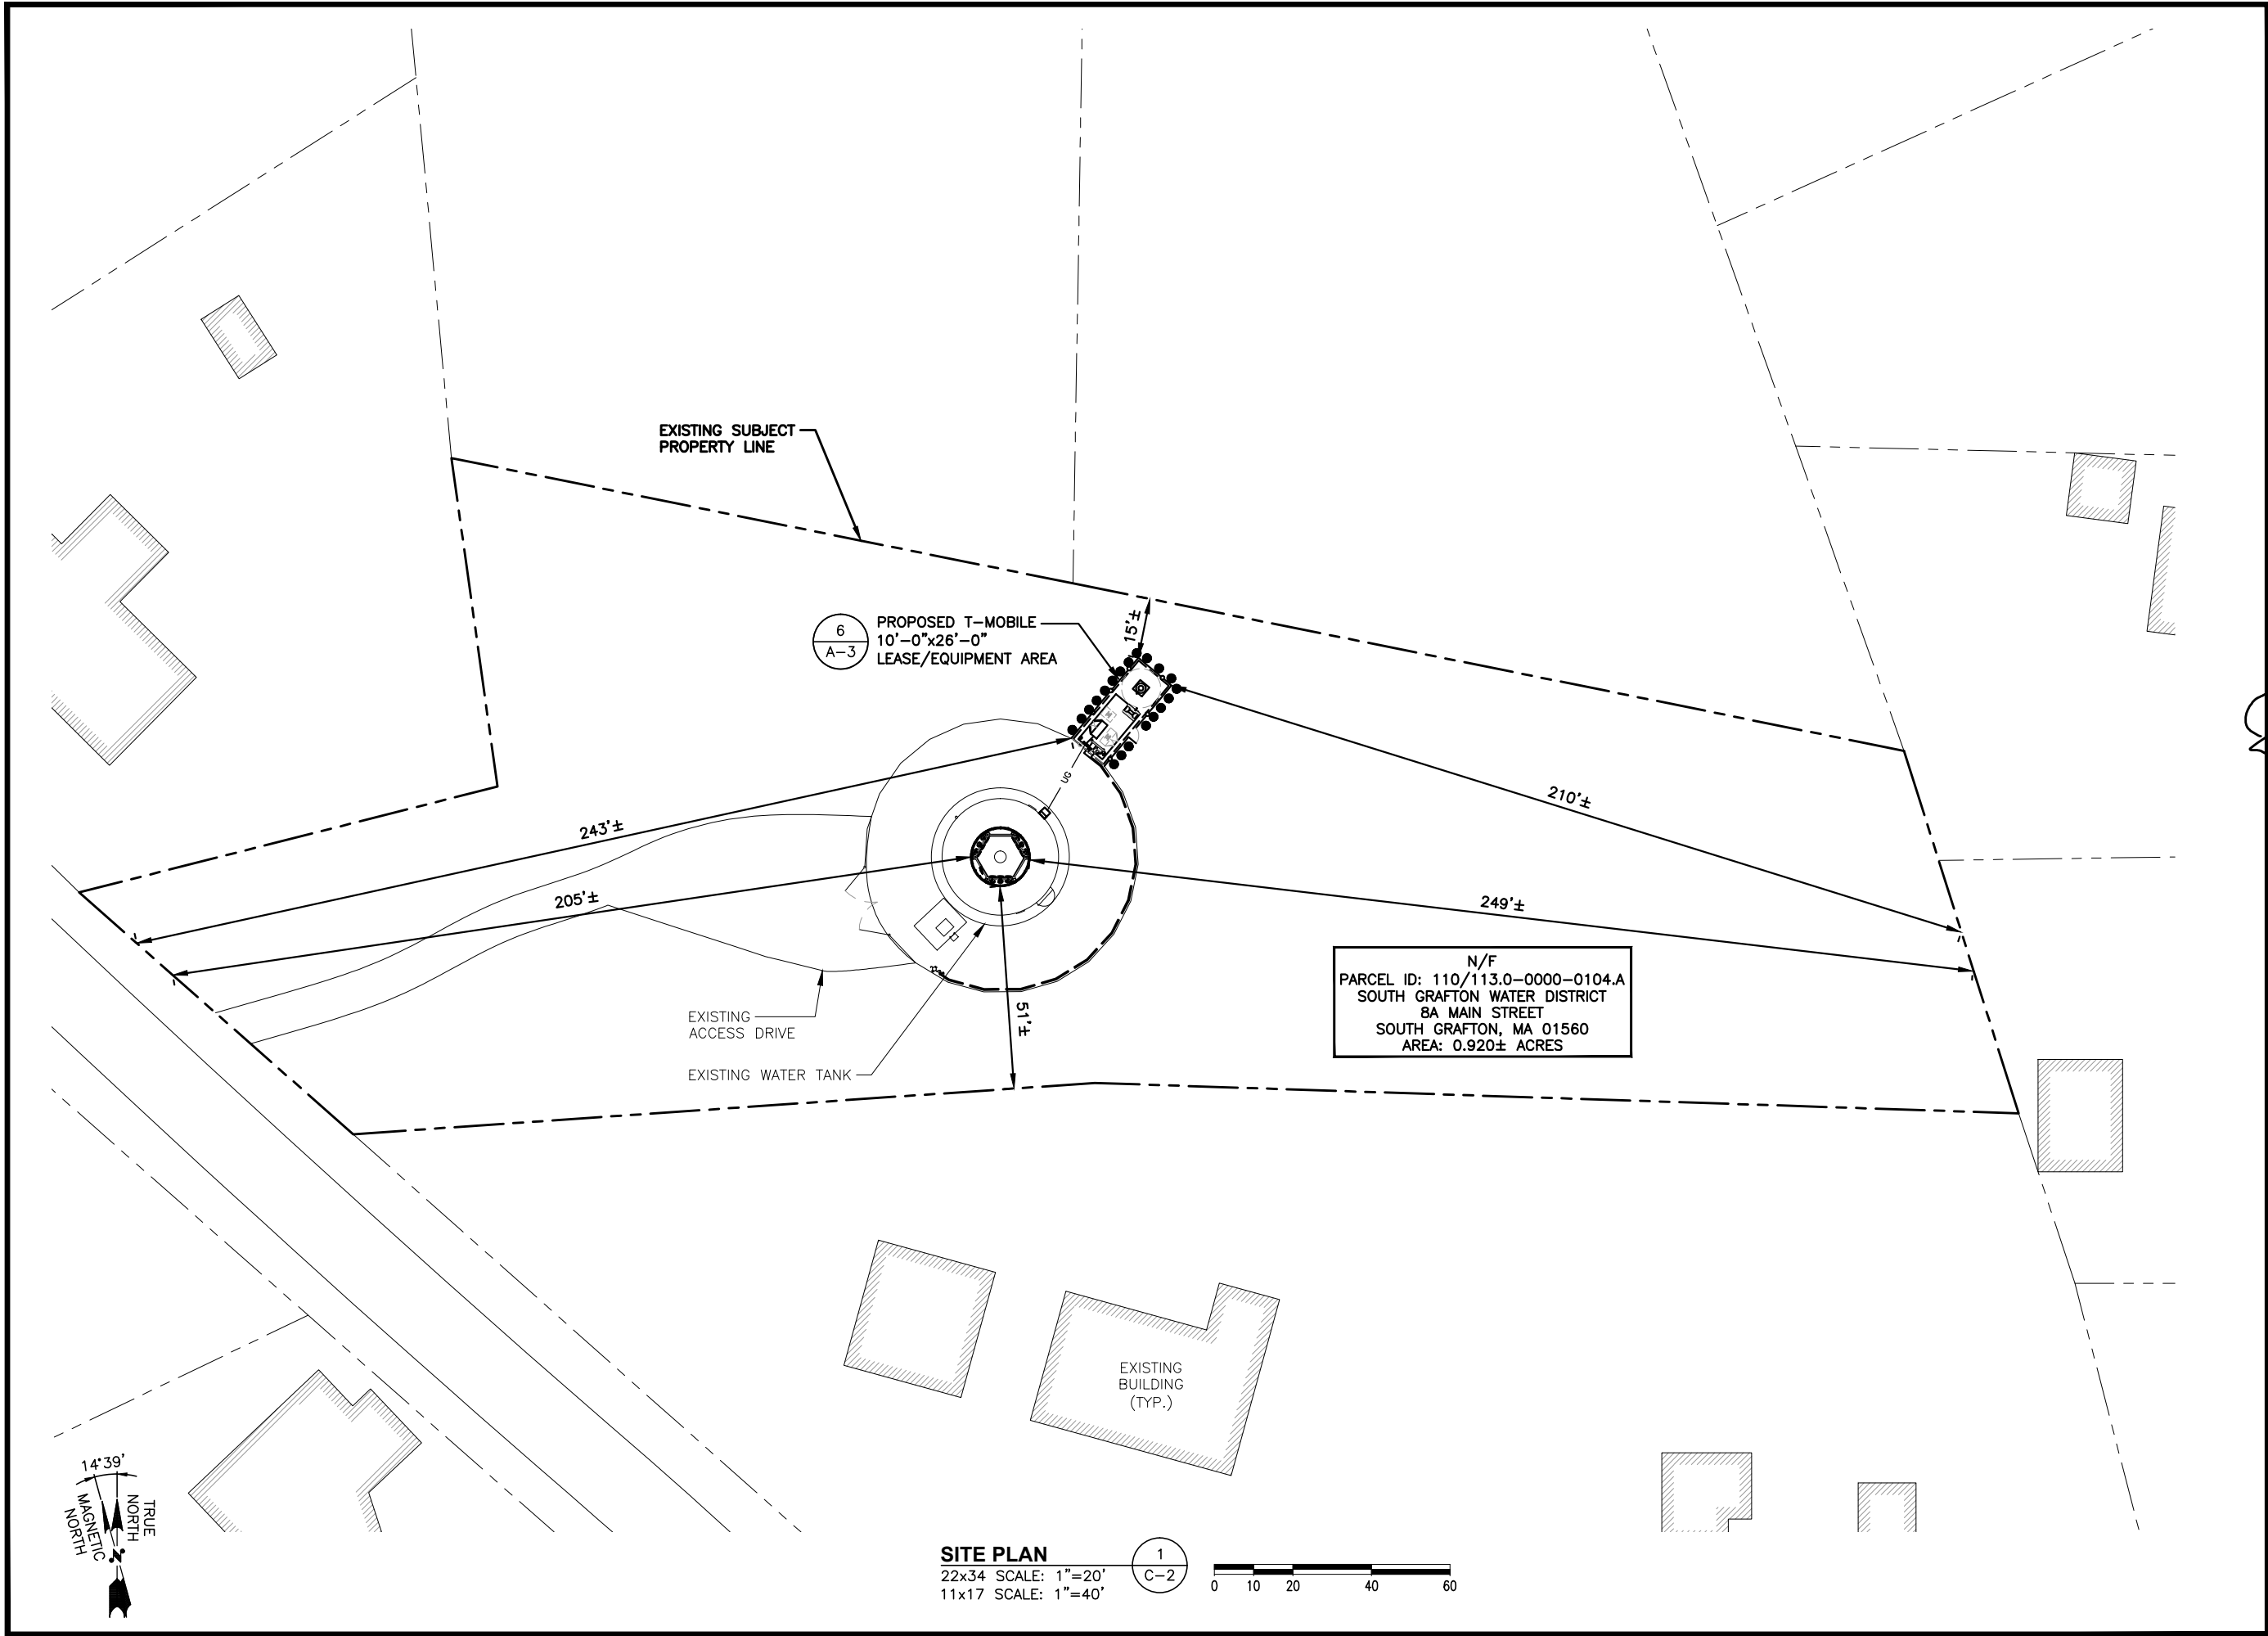 EXISTING SUBJECT
PROPERTY LINE
6
A-3
PROPOSED T-MOBILE
10'-0"x26'-0"
LEASE/EQUIPMENT AREA
15'±
UG
243'±
210'±
205'±
249'±
51'±
N/F
PARCEL ID: 110/113.0-0000-0104.A
SOUTH GRAFTON WATER DISTRICT
8A MAIN STREET
SOUTH GRAFTON, MA 01560
AREA: 0.920± ACRES
EXISTING
ACCESS DRIVE
EXISTING WATER TANK
EXISTING
BUILDING
(TYP.)
14°39'
TRUE
NORTH
MAGNETIC
NORTH
N
SITE PLAN
22x34 SCALE: 1"=20'
11x17 SCALE: 1"=40'
1
C-2
0 10 20 40 60